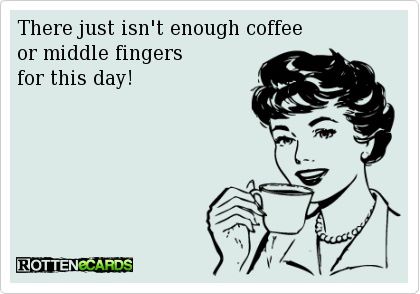 There just isn't enough coffee
or middle fingers
for this day!
ROTTENeCARDS